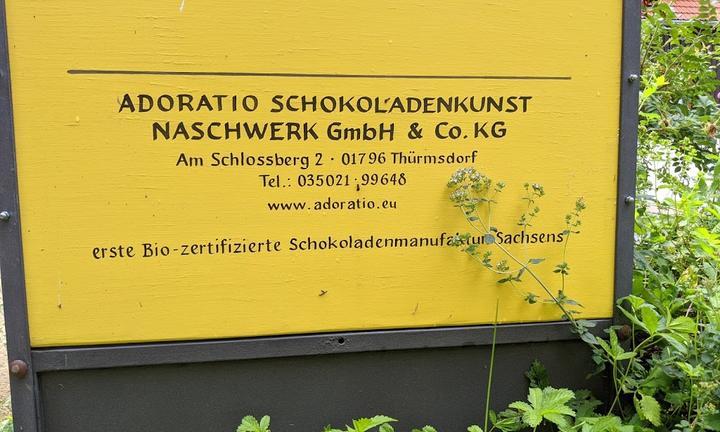 ADORATIO SCHOKOLADENKUNST
NASCHWERK GmbH & Co. KG
Am Schlossberg 2 · 01796 Thürmsdorf
Tel.: 035021 · 99648
www.adoratio.eu
erste Bio-zertifizierte Schokoladenmanufaktur Sachsens